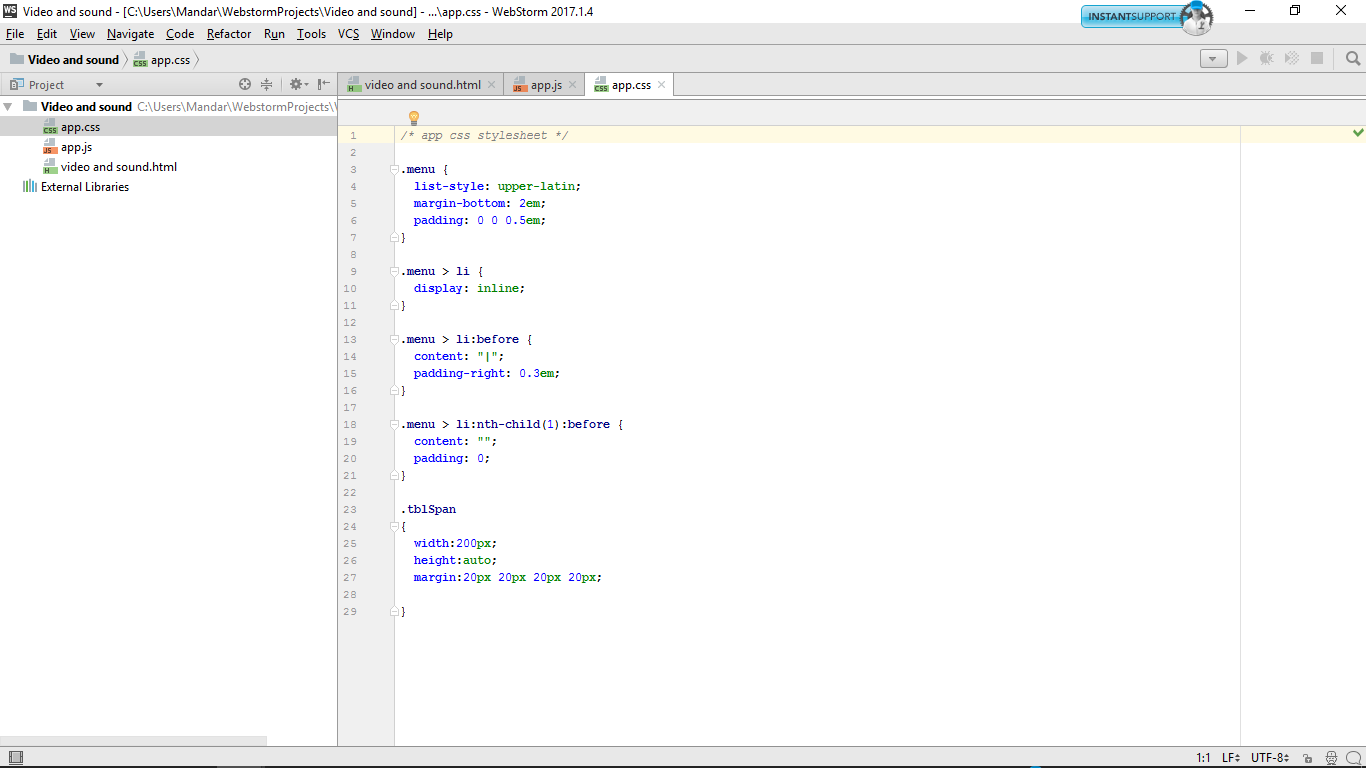 WS Video and sound - [C:\Users\Mandar\WebstormProjects\Video and sound] - ...\app.css - WebStorm 2017.1.4
INSTANTSUPPORT
File Edit View Navigate Code Refactor Run Tools VCS Window Help
Video and sound CSS app.css
Project
H video and sound.html JS app.js CSS app.css
Video and sound C:\Users\Mandar\WebstormProjects\
CSS app.css
JS app.js
H video and sound.html
External Libraries
1 /* app css stylesheet */
2
3 .menu {
4 list-style: upper-latin;
5 margin-bottom: 2em;
6 padding: 0 0 0.5em;
7 }
8
9 .menu > li {
10 display: inline;
11 }
12
13 .menu > li:before {
14 content: "|";
15 padding-right: 0.3em;
16 }
17
18 .menu > li:nth-child(1):before {
19 content: "";
20 padding: 0;
21 }
22
23 .tblSpan
24 {
25 width:200px;
26 height:auto;
27 margin:20px 20px 20px 20px;
28
29 }
1:1 LF UTF-8